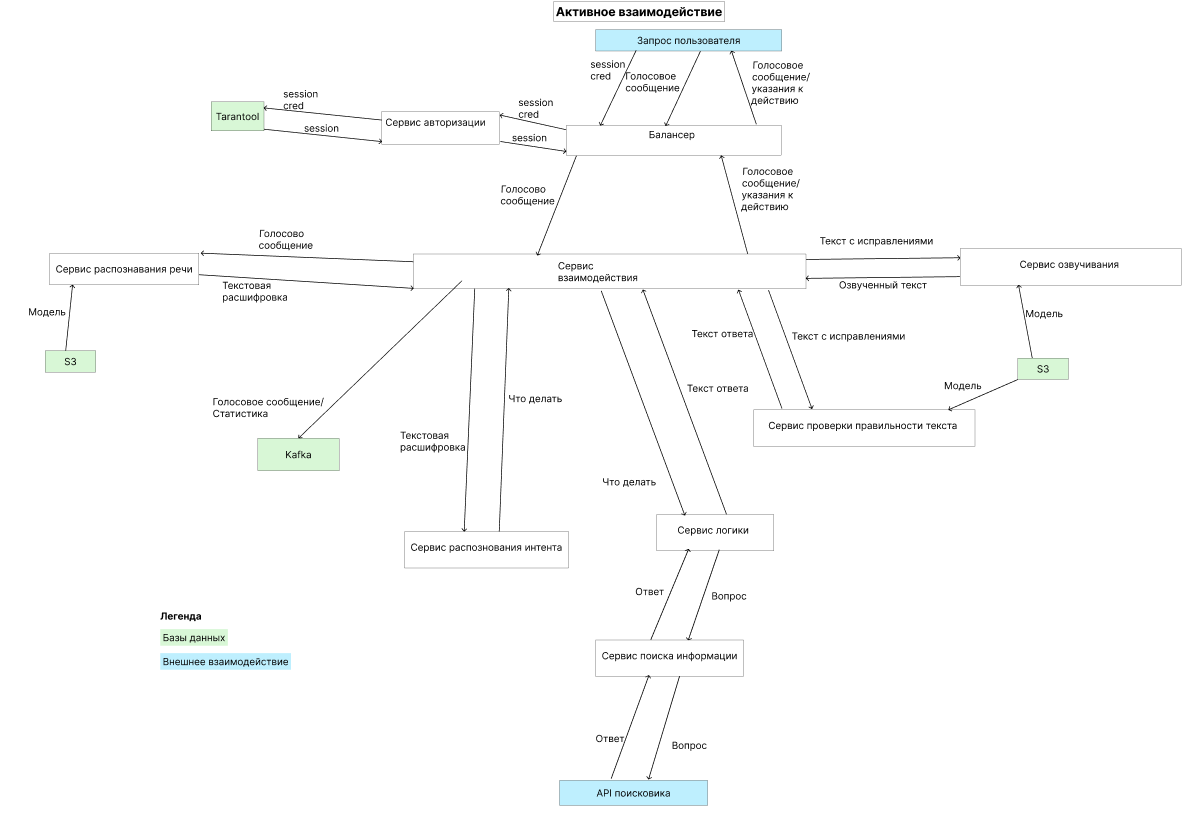 Активное взаимодействие
Запрос пользователя
session
cred
Голосовое
сообщение
Голосовое
сообщение/
указания к
действию
session
cred
Tarantool
session
Сервис авторизации
session
cred
session
Балансер
Голосово
сообщение
Голосовое
сообщение/
указания к
действию
Голосово
сообщение
Сервис распознавания речи
Текстовая
расшифровка
Сервис
взаимодействия
Текст с исправлениями
Сервис озвучивания
Озвученный текст
Модель
S3
Модель
S3
Модель
Текст ответа
Текст с исправлениями
Сервис проверки правильности текста
Голосовое сообщение/
Статистика
Kafka
Текстовая
расшифровка
Что делать
Текст ответа
Что делать
Сервис распознования интента
Сервис логики
Ответ
Вопрос
Сервис поиска информации
Ответ
Вопрос
API поисковика
Легенда
Базы данных
Внешнее взаимодействие